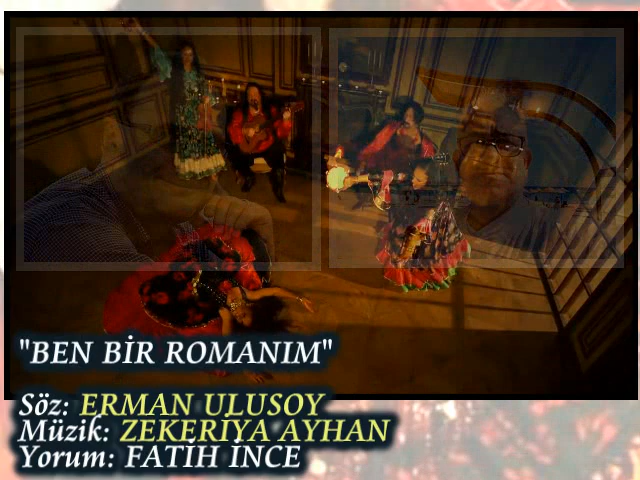 "BEN BİR ROMANIM"
Söz: ERMAN ULUSOY
Müzik: ZEKERİYA AYHAN
Yorum: FATİH İNCE